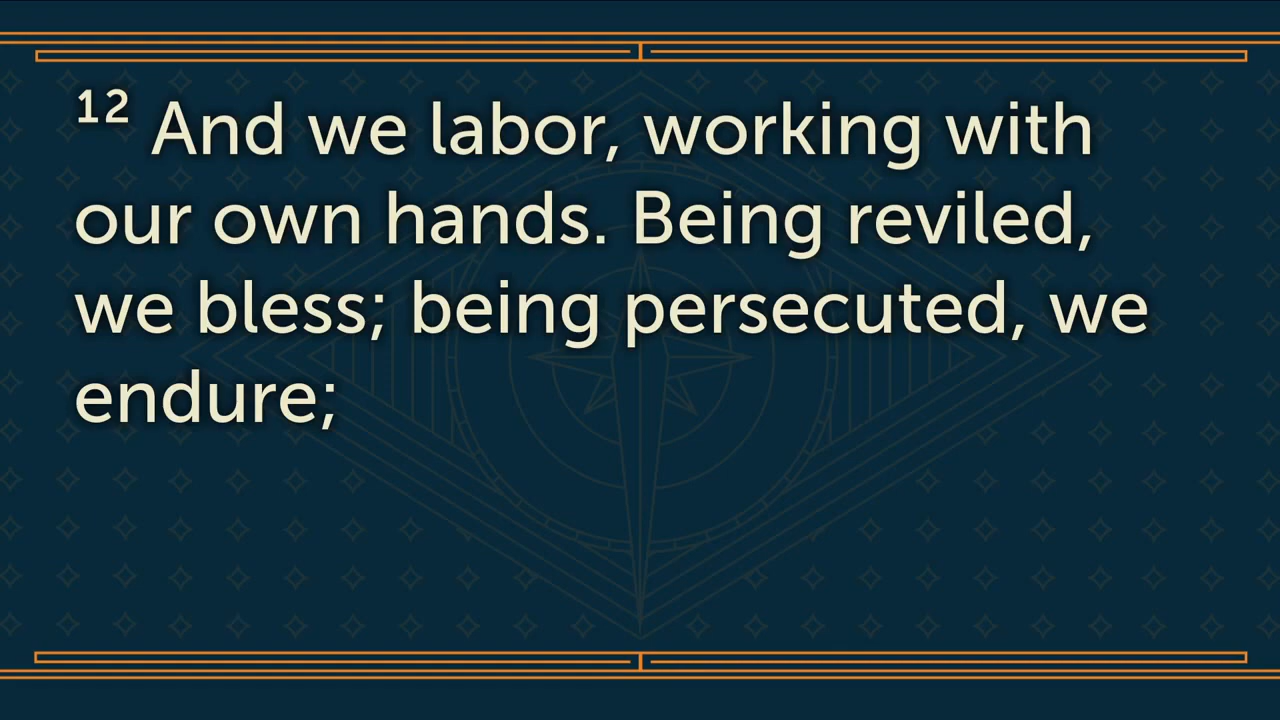 12 And we labor, working with
our own hands. Being reviled,
we bless; being persecuted, we
endure;